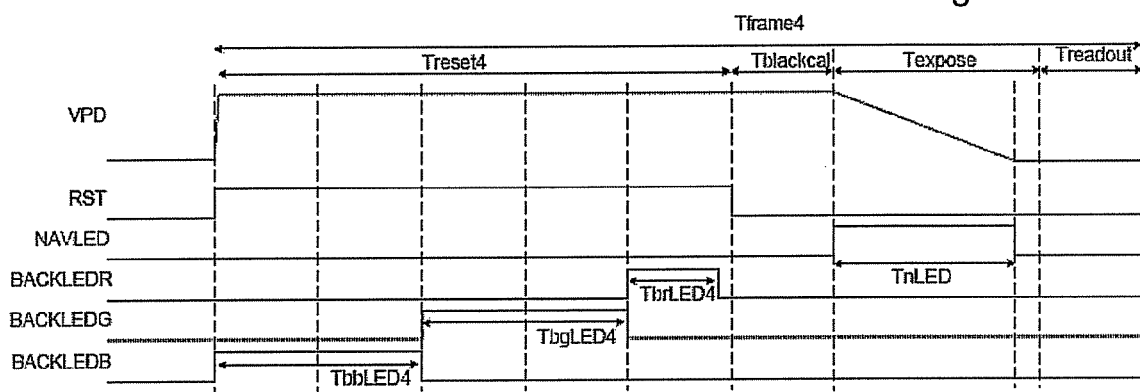 Tframe4
Treset4 Tblackcal Texpose Treadout
VPD
RST
NAVLED
TnLED
BACKLEDR
TbrLED4
BACKLEDG
TbgLED4
BACKLEDB
TbbLED4